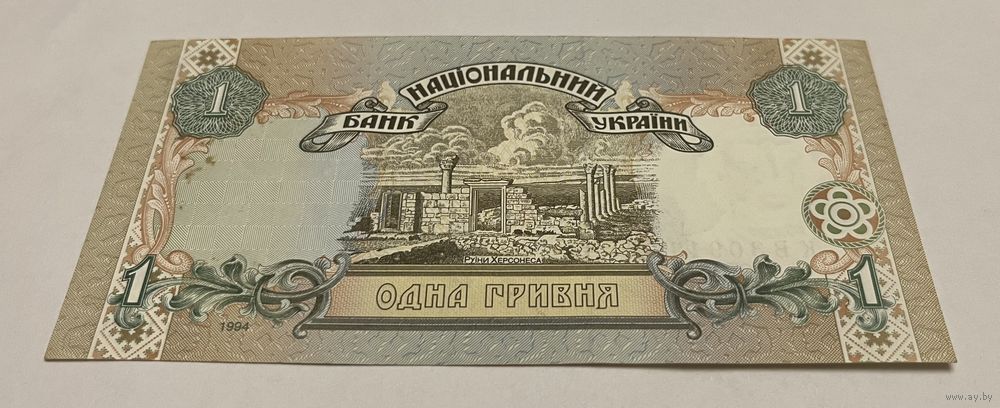 НАЦІОНАЛЬНИЙ
БАНК УКРАЇНИ
1 1
РУЇНИ ХЕРСОНЕСА
1 ОДНА ГРИВНЯ 1
1994
www.ay.by